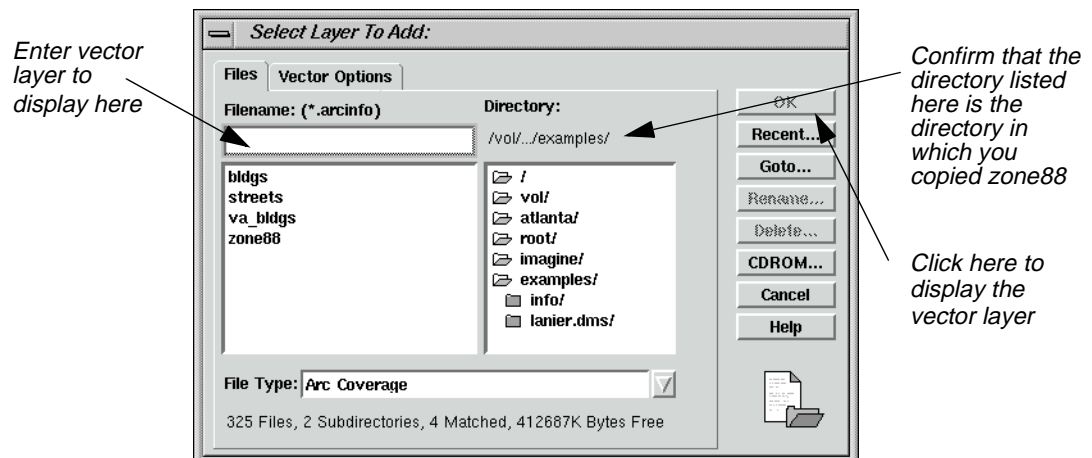 Select Layer To Add:
Enter vector
layer to
display here
Files
Vector Options
Filename: (*.arcinfo)
Directory:
/vol/.../examples/
bldgs
streets
va_bldgs
zone88
/
vol/
atlanta/
root/
imagine/
examples/
info/
lanier.dms/
OK
Recent...
Goto...
Rename...
Delete...
CDROM...
Cancel
Help
File Type: Arc Coverage
325 Files, 2 Subdirectories, 4 Matched, 412687K Bytes Free
Confirm that the
directory listed
here is the
directory in
which you
copied zone88
Click here to
display the
vector layer